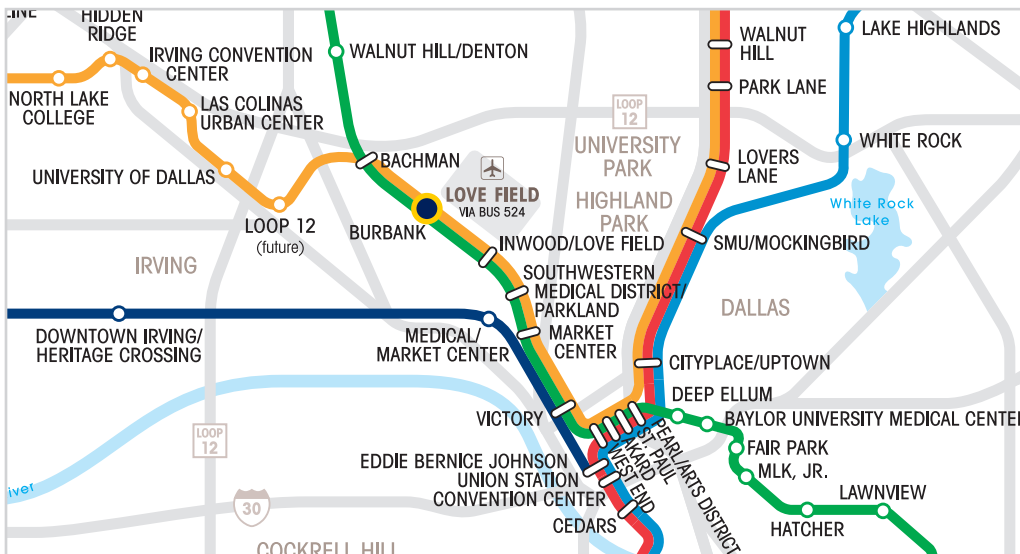 LINE
HIDDEN
RIDGE
IRVING CONVENTION
CENTER
NORTH LAKE
COLLEGE
LAS COLINAS
URBAN CENTER
UNIVERSITY OF DALLAS
LOOP 12
(future)
WALNUT HILL/DENTON
BACHMAN
LOVE FIELD
VIA BUS 524
BURBANK
INWOOD/LOVE FIELD
SOUTHWESTERN
MEDICAL DISTRICT/
PARKLAND
MARKET
CENTER
IRVING
DOWNTOWN IRVING/
HERITAGE CROSSING
MEDICAL/
MARKET CENTER
VICTORY
LOOP
12
UNIVERSITY
PARK
HIGHLAND
PARK
WALNUT
HILL
PARK LANE
LOVERS
LANE
LAKE HIGHLANDS
WHITE ROCK
White Rock
Lake
SMU/MOCKINGBIRD
DALLAS
CITYPLACE/UPTOWN
DEEP ELLUM
BAYLOR UNIVERSITY MEDICAL CENTER
FAIR PARK
MLK, JR.
LAWNVIEW
HATCHER
PEARL/ARTS DISTRICT
ST. PAUL
AKARD
WEST END
EDDIE BERNICE JOHNSON
UNION STATION
CONVENTION CENTER
CEDARS
LOOP
12
iver
30
COCKRELL HILL